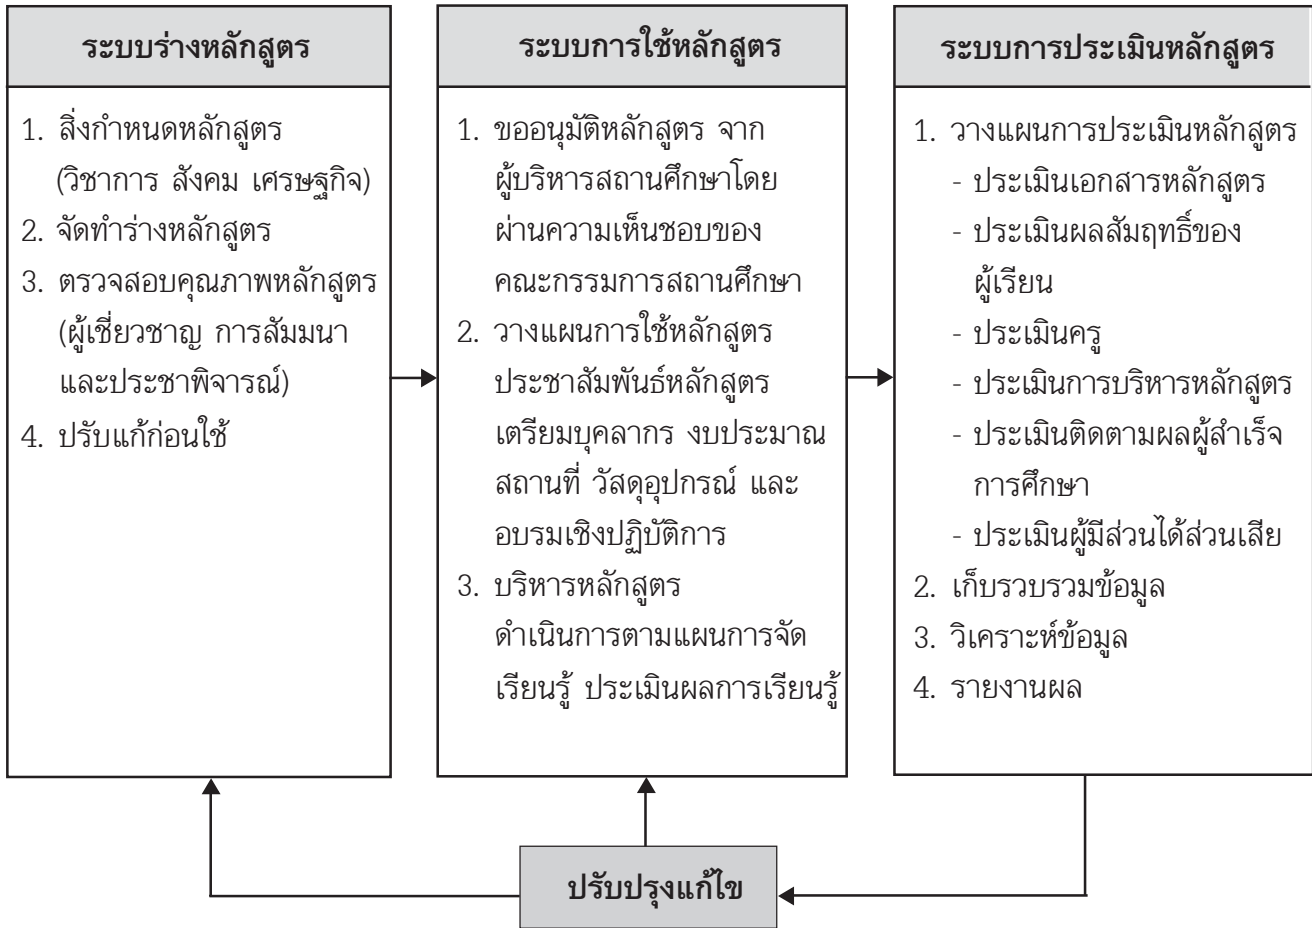 ระบบร่างหลักสูตร
1. สิ่งกำหนดหลักสูตร
(วิชาการ สังคม เศรษฐกิจ)
2. จัดทำร่างหลักสูตร
3. ตรวจสอบคุณภาพหลักสูตร
(ผู้เชี่ยวชาญ การสัมมนา
และประชาพิจารณ์)
4. ปรับแก้ก่อนใช้
ระบบการใช้หลักสูตร
1. ขออนุมัติหลักสูตร จาก
ผู้บริหารสถานศึกษาโดย
ผ่านความเห็นชอบของ
คณะกรรมการสถานศึกษา
2. วางแผนการใช้หลักสูตร
ประชาสัมพันธ์หลักสูตร
เตรียมบุคลากร งบประมาณ
สถานที่ วัสดุอุปกรณ์ และ
อบรมเชิงปฏิบัติการ
3. บริหารหลักสูตร
ดำเนินการตามแผนการจัด
เรียนรู้ ประเมินผลการเรียนรู้
ระบบการประเมินหลักสูตร
1. วางแผนการประเมินหลักสูตร
- ประเมินเอกสารหลักสูตร
- ประเมินผลสัมฤทธิ์ของ
ผู้เรียน
- ประเมินครู
- ประเมินการบริหารหลักสูตร
- ประเมินติดตามผลผู้สำเร็จ
การศึกษา
- ประเมินผู้มีส่วนได้ส่วนเสีย
2. เก็บรวบรวมข้อมูล
3. วิเคราะห์ข้อมูล
4. รายงานผล
ปรับปรุงแก้ไข